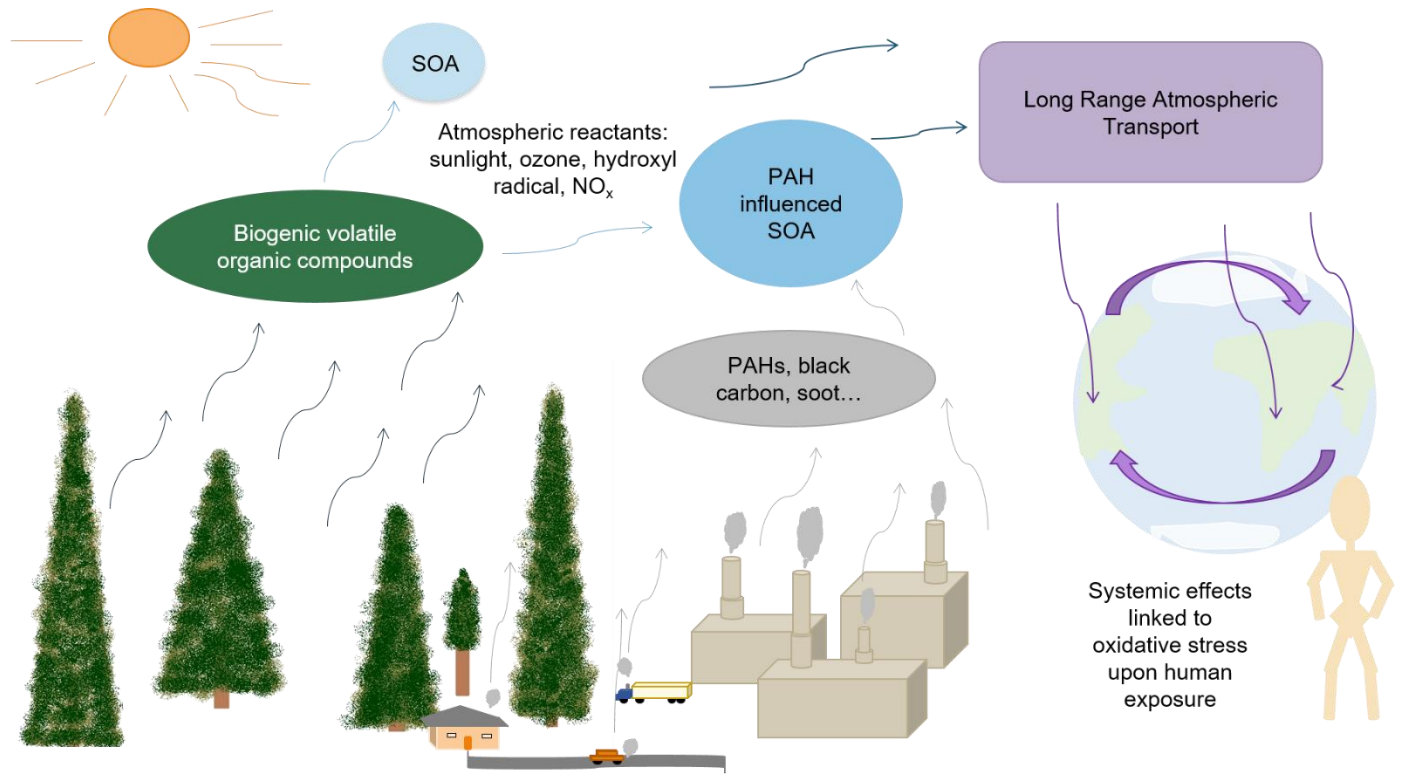 SOA
Atmospheric reactants:
sunlight, ozone, hydroxyl
radical, NOx
Biogenic volatile
organic compounds
PAH
influenced
SOA
Long Range Atmospheric
Transport
PAHs, black
carbon, soot…
Systemic effects
linked to
oxidative stress
upon human
exposure